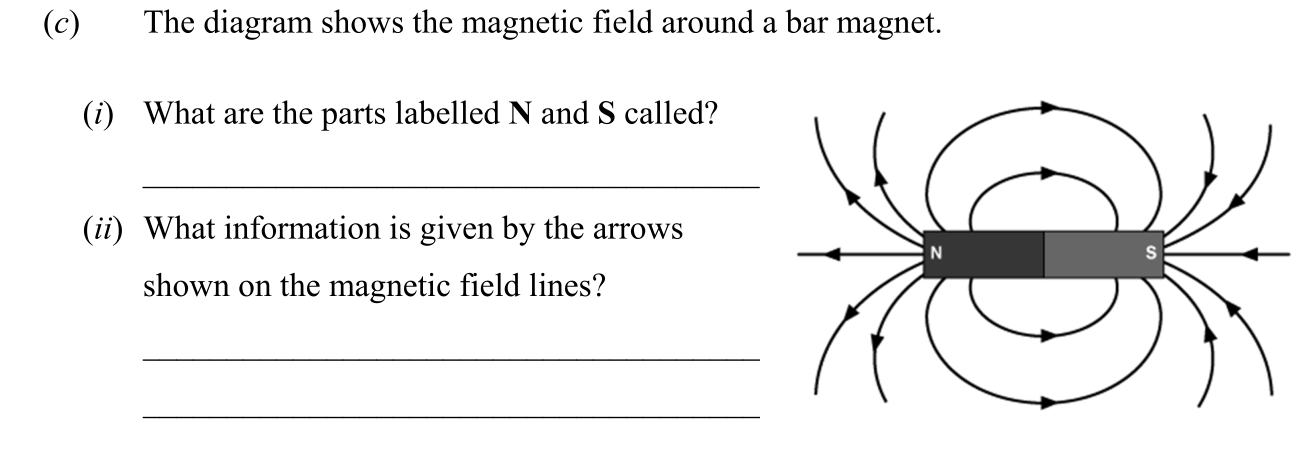 (c) The diagram shows the magnetic field around a bar magnet.
(i) What are the parts labelled N and S called?
(ii) What information is given by the arrows
shown on the magnetic field lines?
N S